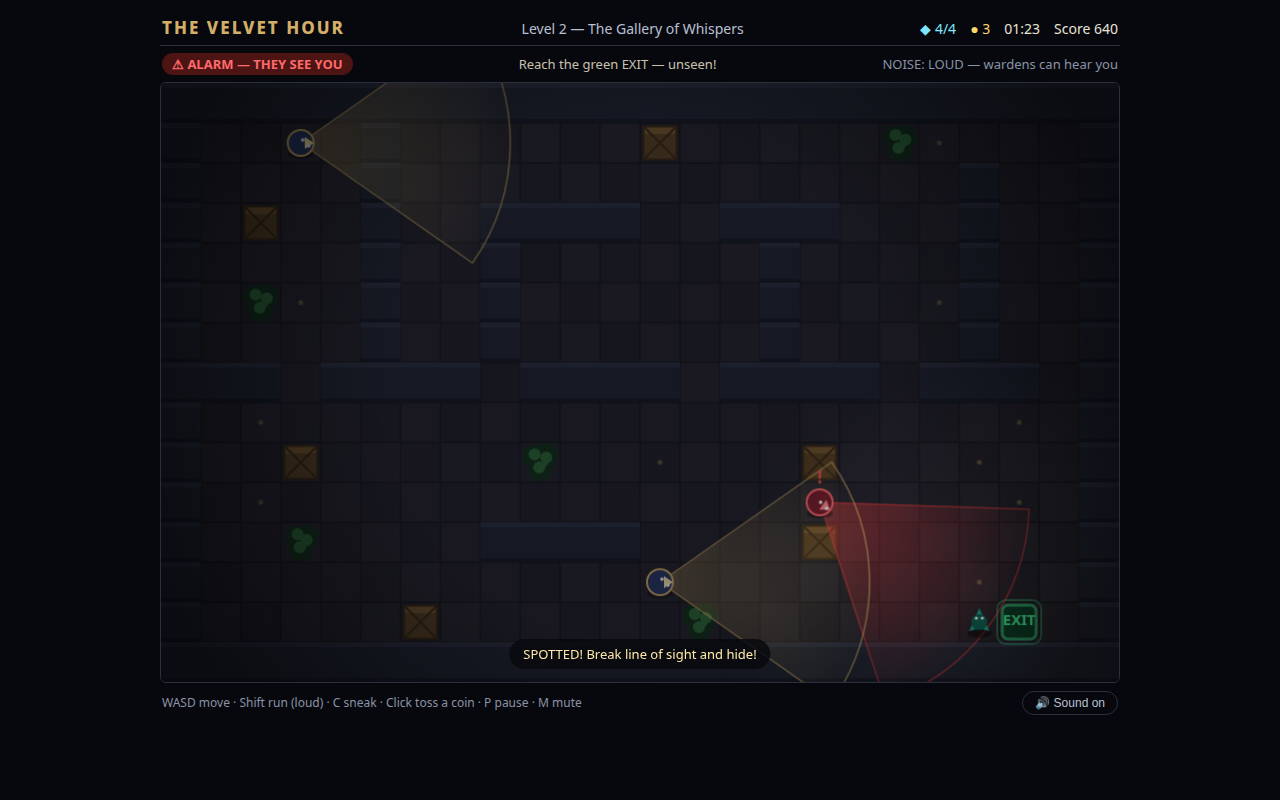 THE VELVET HOUR
Level 2 — The Gallery of Whispers
◆ 4/4 ● 3 01:23 Score 640
⚠ ALARM — THEY SEE YOU
Reach the green EXIT — unseen!
NOISE: LOUD — wardens can hear you
!
EXIT
SPOTTED! Break line of sight and hide!
WASD move · Shift run (loud) · C sneak · Click toss a coin · P pause · M mute
🔊 Sound on